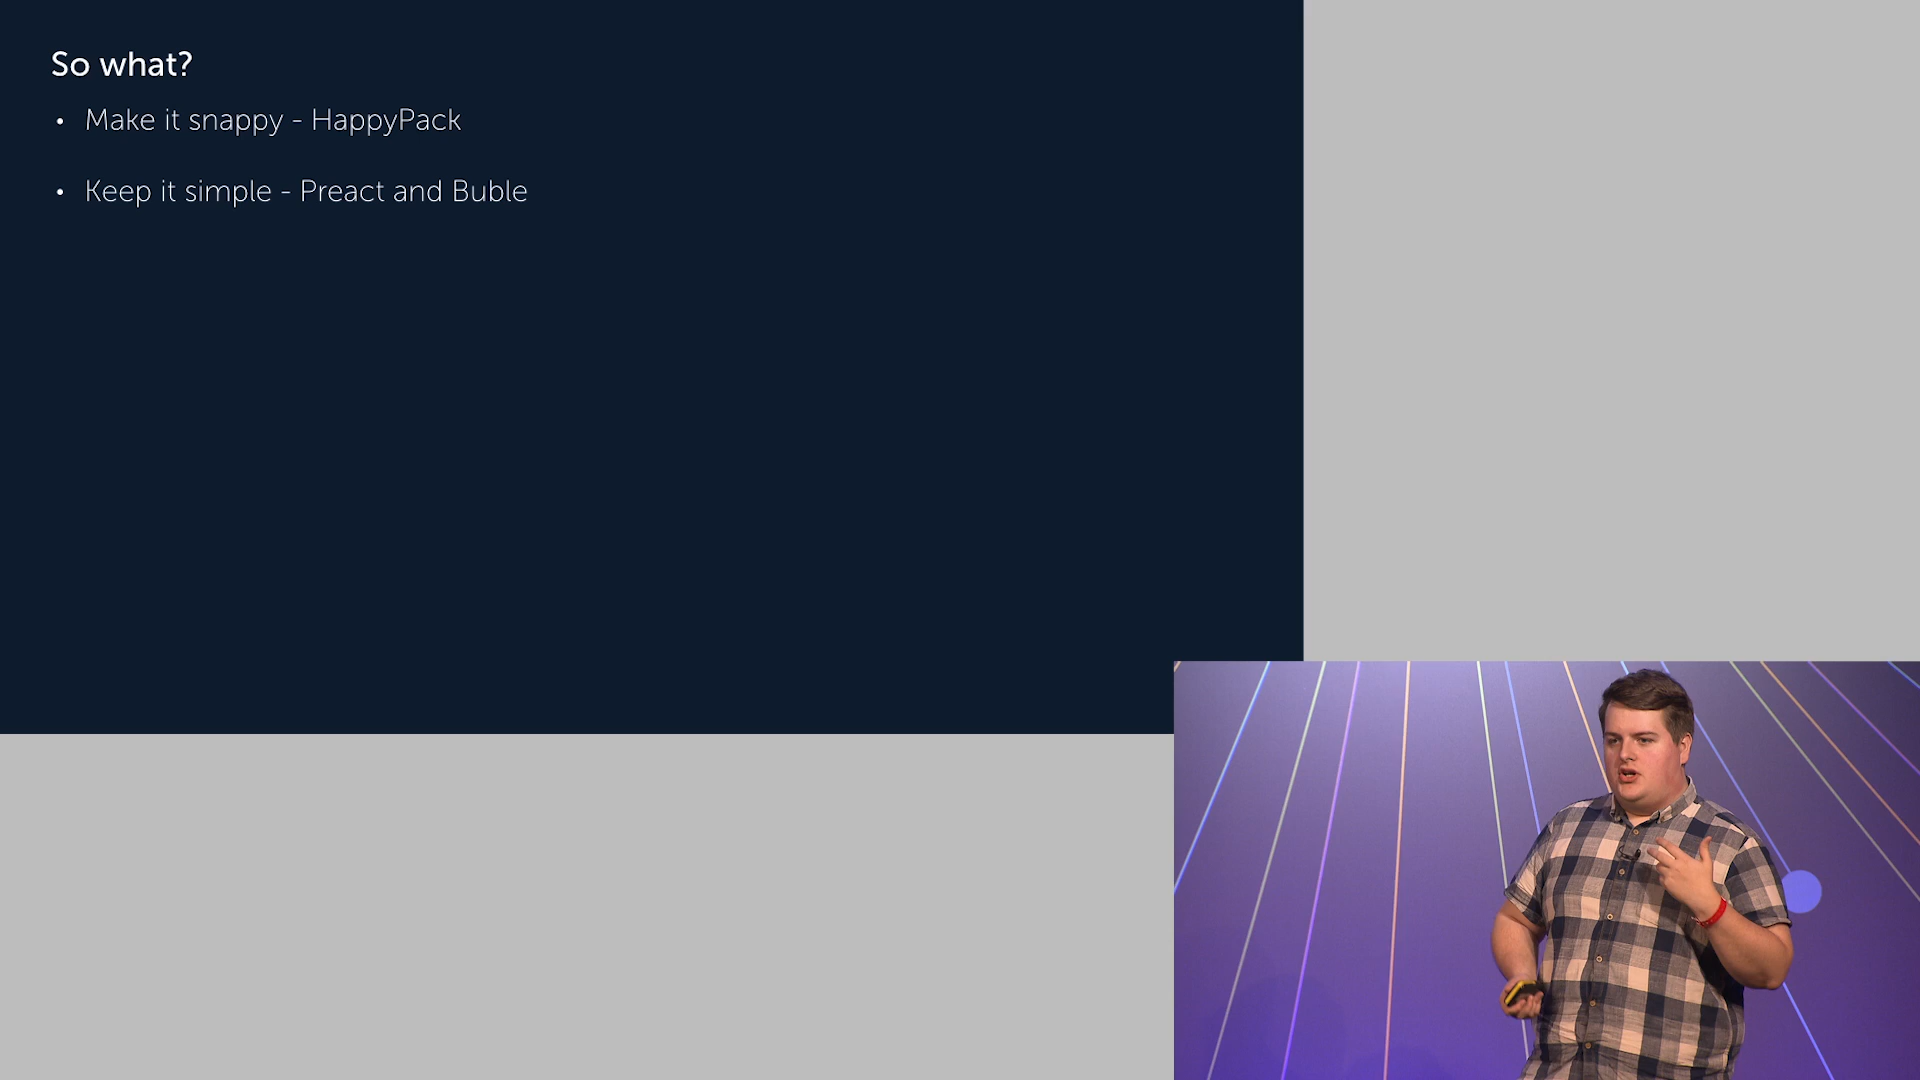 So what?
• Make it snappy - HappyPack
• Keep it simple - Preact and Buble